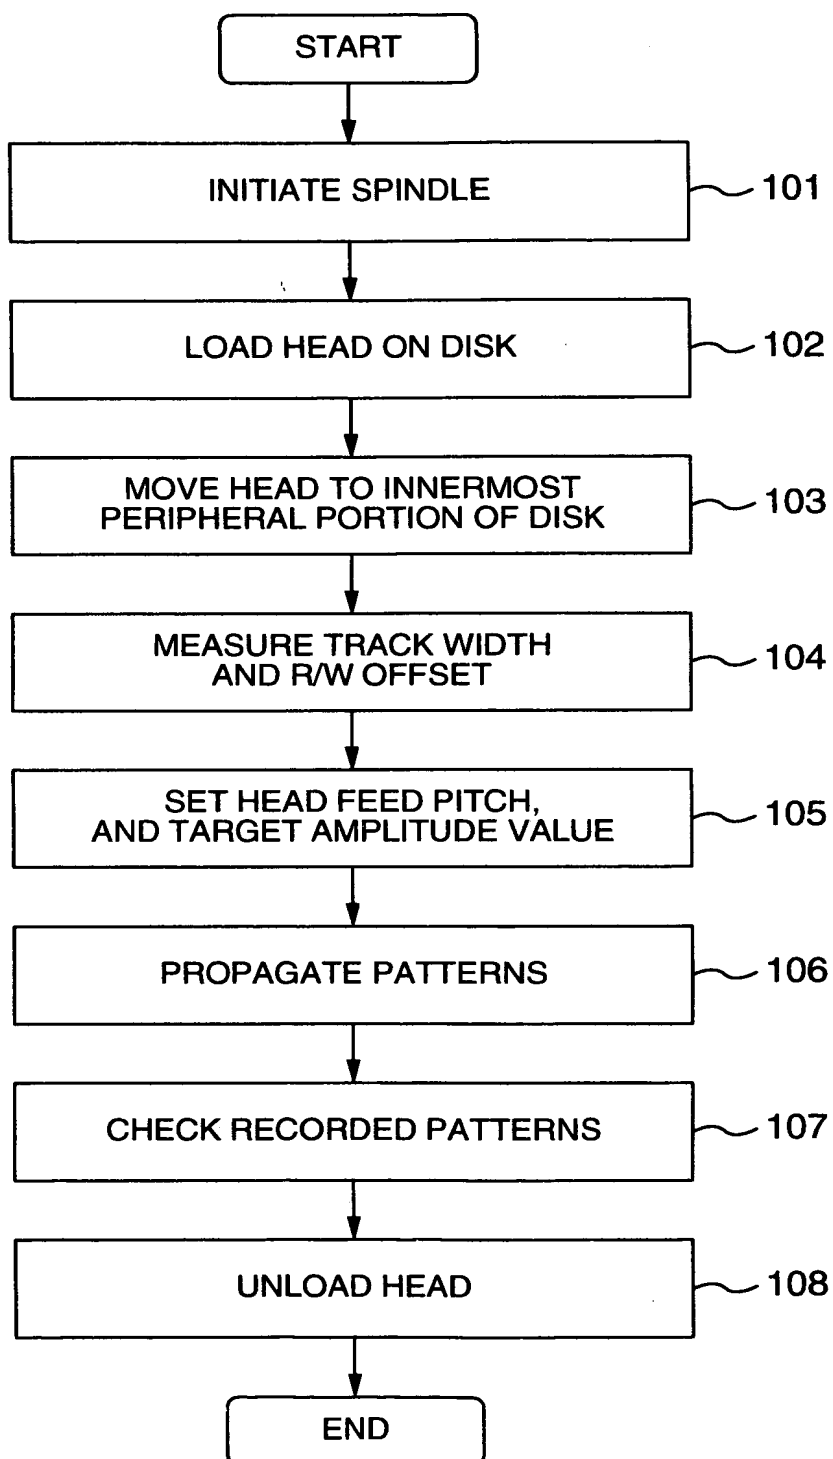 START
INITIATE SPINDLE
101
LOAD HEAD ON DISK
102
MOVE HEAD TO INNERMOST
PERIPHERAL PORTION OF DISK
103
MEASURE TRACK WIDTH
AND R/W OFFSET
104
SET HEAD FEED PITCH,
AND TARGET AMPLITUDE VALUE
105
PROPAGATE PATTERNS
106
CHECK RECORDED PATTERNS
107
UNLOAD HEAD
108
END